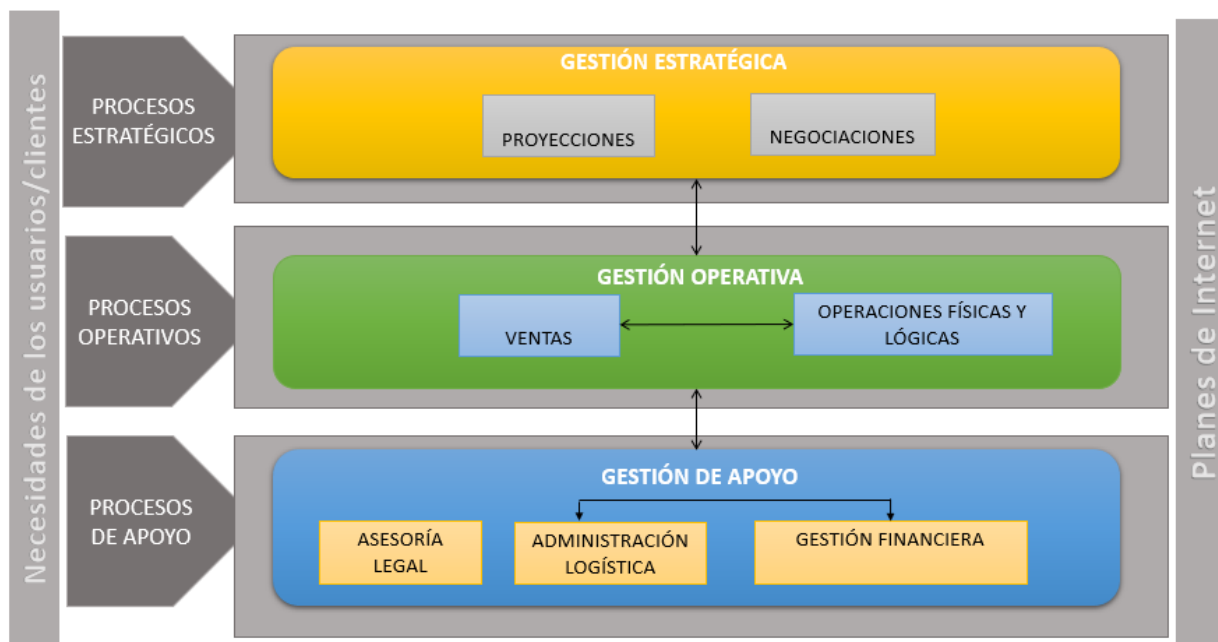 Necesidades de los usuarios/clientes
PROCESOS
ESTRATÉGICOS
GESTIÓN ESTRATÉGICA
PROYECCIONES
NEGOCIACIONES
PROCESOS
OPERATIVOS
GESTIÓN OPERATIVA
VENTAS
OPERACIONES FÍSICAS Y
LÓGICAS
PROCESOS
DE APOYO
GESTIÓN DE APOYO
ASESORÍA
LEGAL
ADMINISTRACIÓN
LOGÍSTICA
GESTIÓN FINANCIERA
Planes de Internet